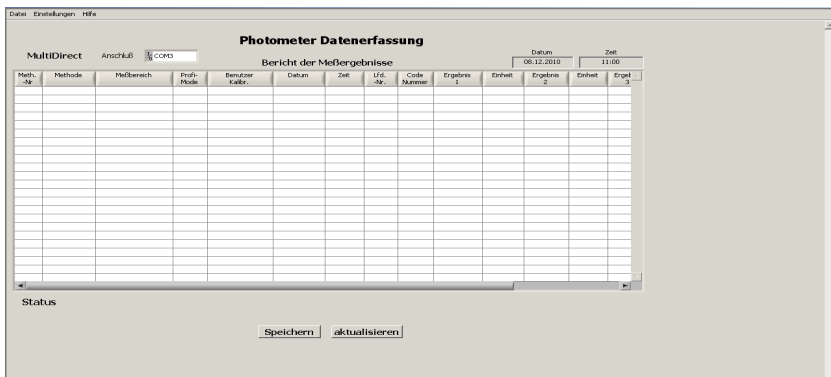 Datei Einstellungen Hilfe
Photometer Datenerfassung
MultiDirect
Anschluß COM3
Bericht der Meßergebnisse
Datum
08.12.2010
Zeit
11:00
Meth. -Nr
Methode
Meßbereich
Profi-Mode
Benutzer Kalibr.
Datum
Zeit
Lfd. -Nr.
Code Nummer
Ergebnis 1
Einheit
Ergebnis 2
Einheit
Ergeb 3
Status
Speichern
aktualisieren